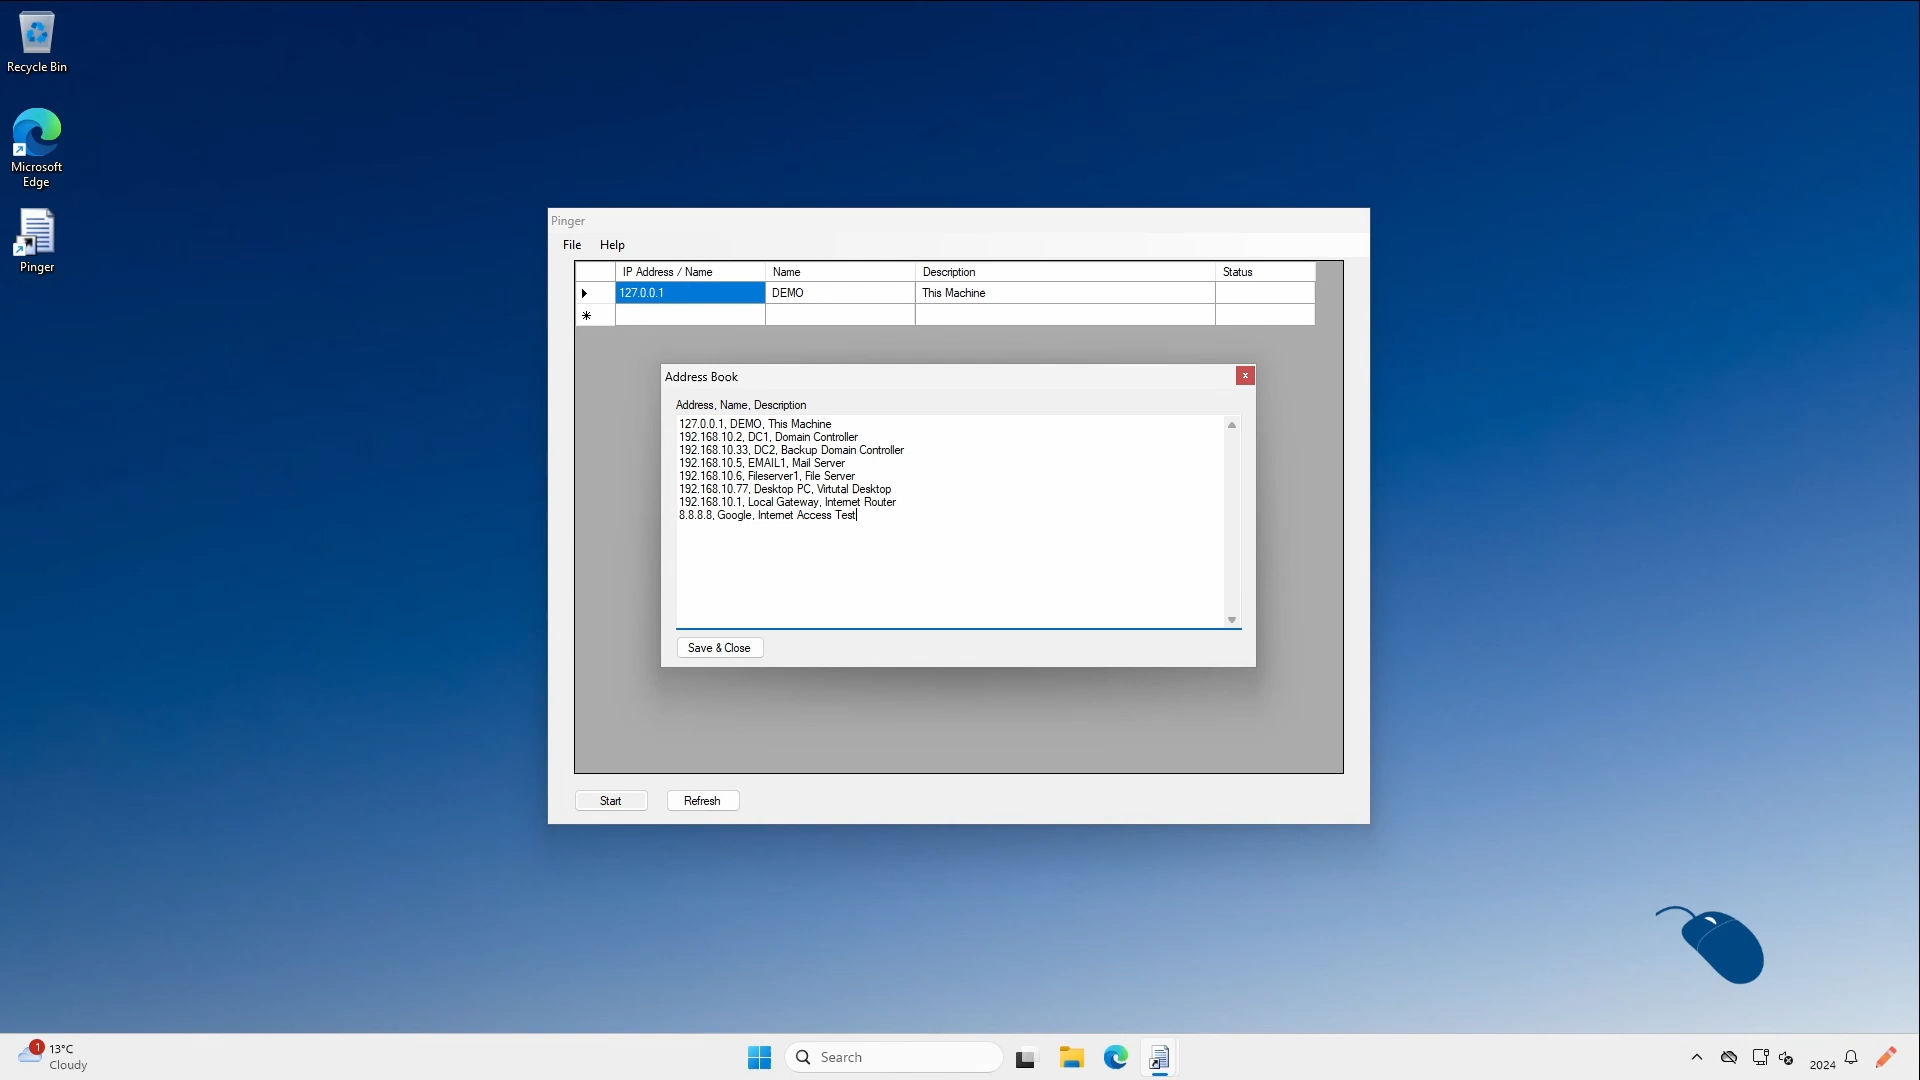 Recycle Bin
Microsoft
Edge
Pinger
Pinger
File Help
IP Address / Name Name Description Status
127.0.0.1 DEMO This Machine
Address Book
x
Address, Name, Description
127.0.0.1, DEMO, This Machine
192.168.10.2, DC1, Domain Controller
192.168.10.33, DC2, Backup Domain Controller
192.168.10.5, EMAIL1, Mail Server
192.168.10.6, Fileserver1, File Server
192.168.10.77, Desktop PC, Virtutal Desktop
192.168.10.1, Local Gateway, Internet Router
8.8.8.8, Google, Internet Access Test
Save & Close
Start Refresh
1
13°C
Cloudy
Search
2024